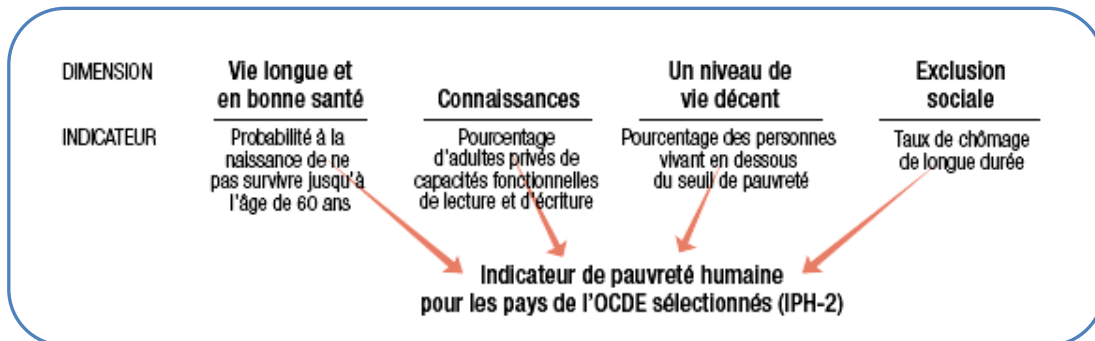 DIMENSION
Vie longue et
en bonne santé
Connaissances
Un niveau de
vie décent
Exclusion
sociale
INDICATEUR
Probabilité à la
naissance de ne
pas survivre jusqu'à
l'âge de 60 ans
Pourcentage
d'adultes privés de
capacités fonctionnelles
de lecture et d'écriture
Pourcentage des personnes
vivant en dessous
du seuil de pauvreté
Taux de chômage
de longue durée
Indicateur de pauvreté humaine
pour les pays de l'OCDE sélectionnés (IPH-2)